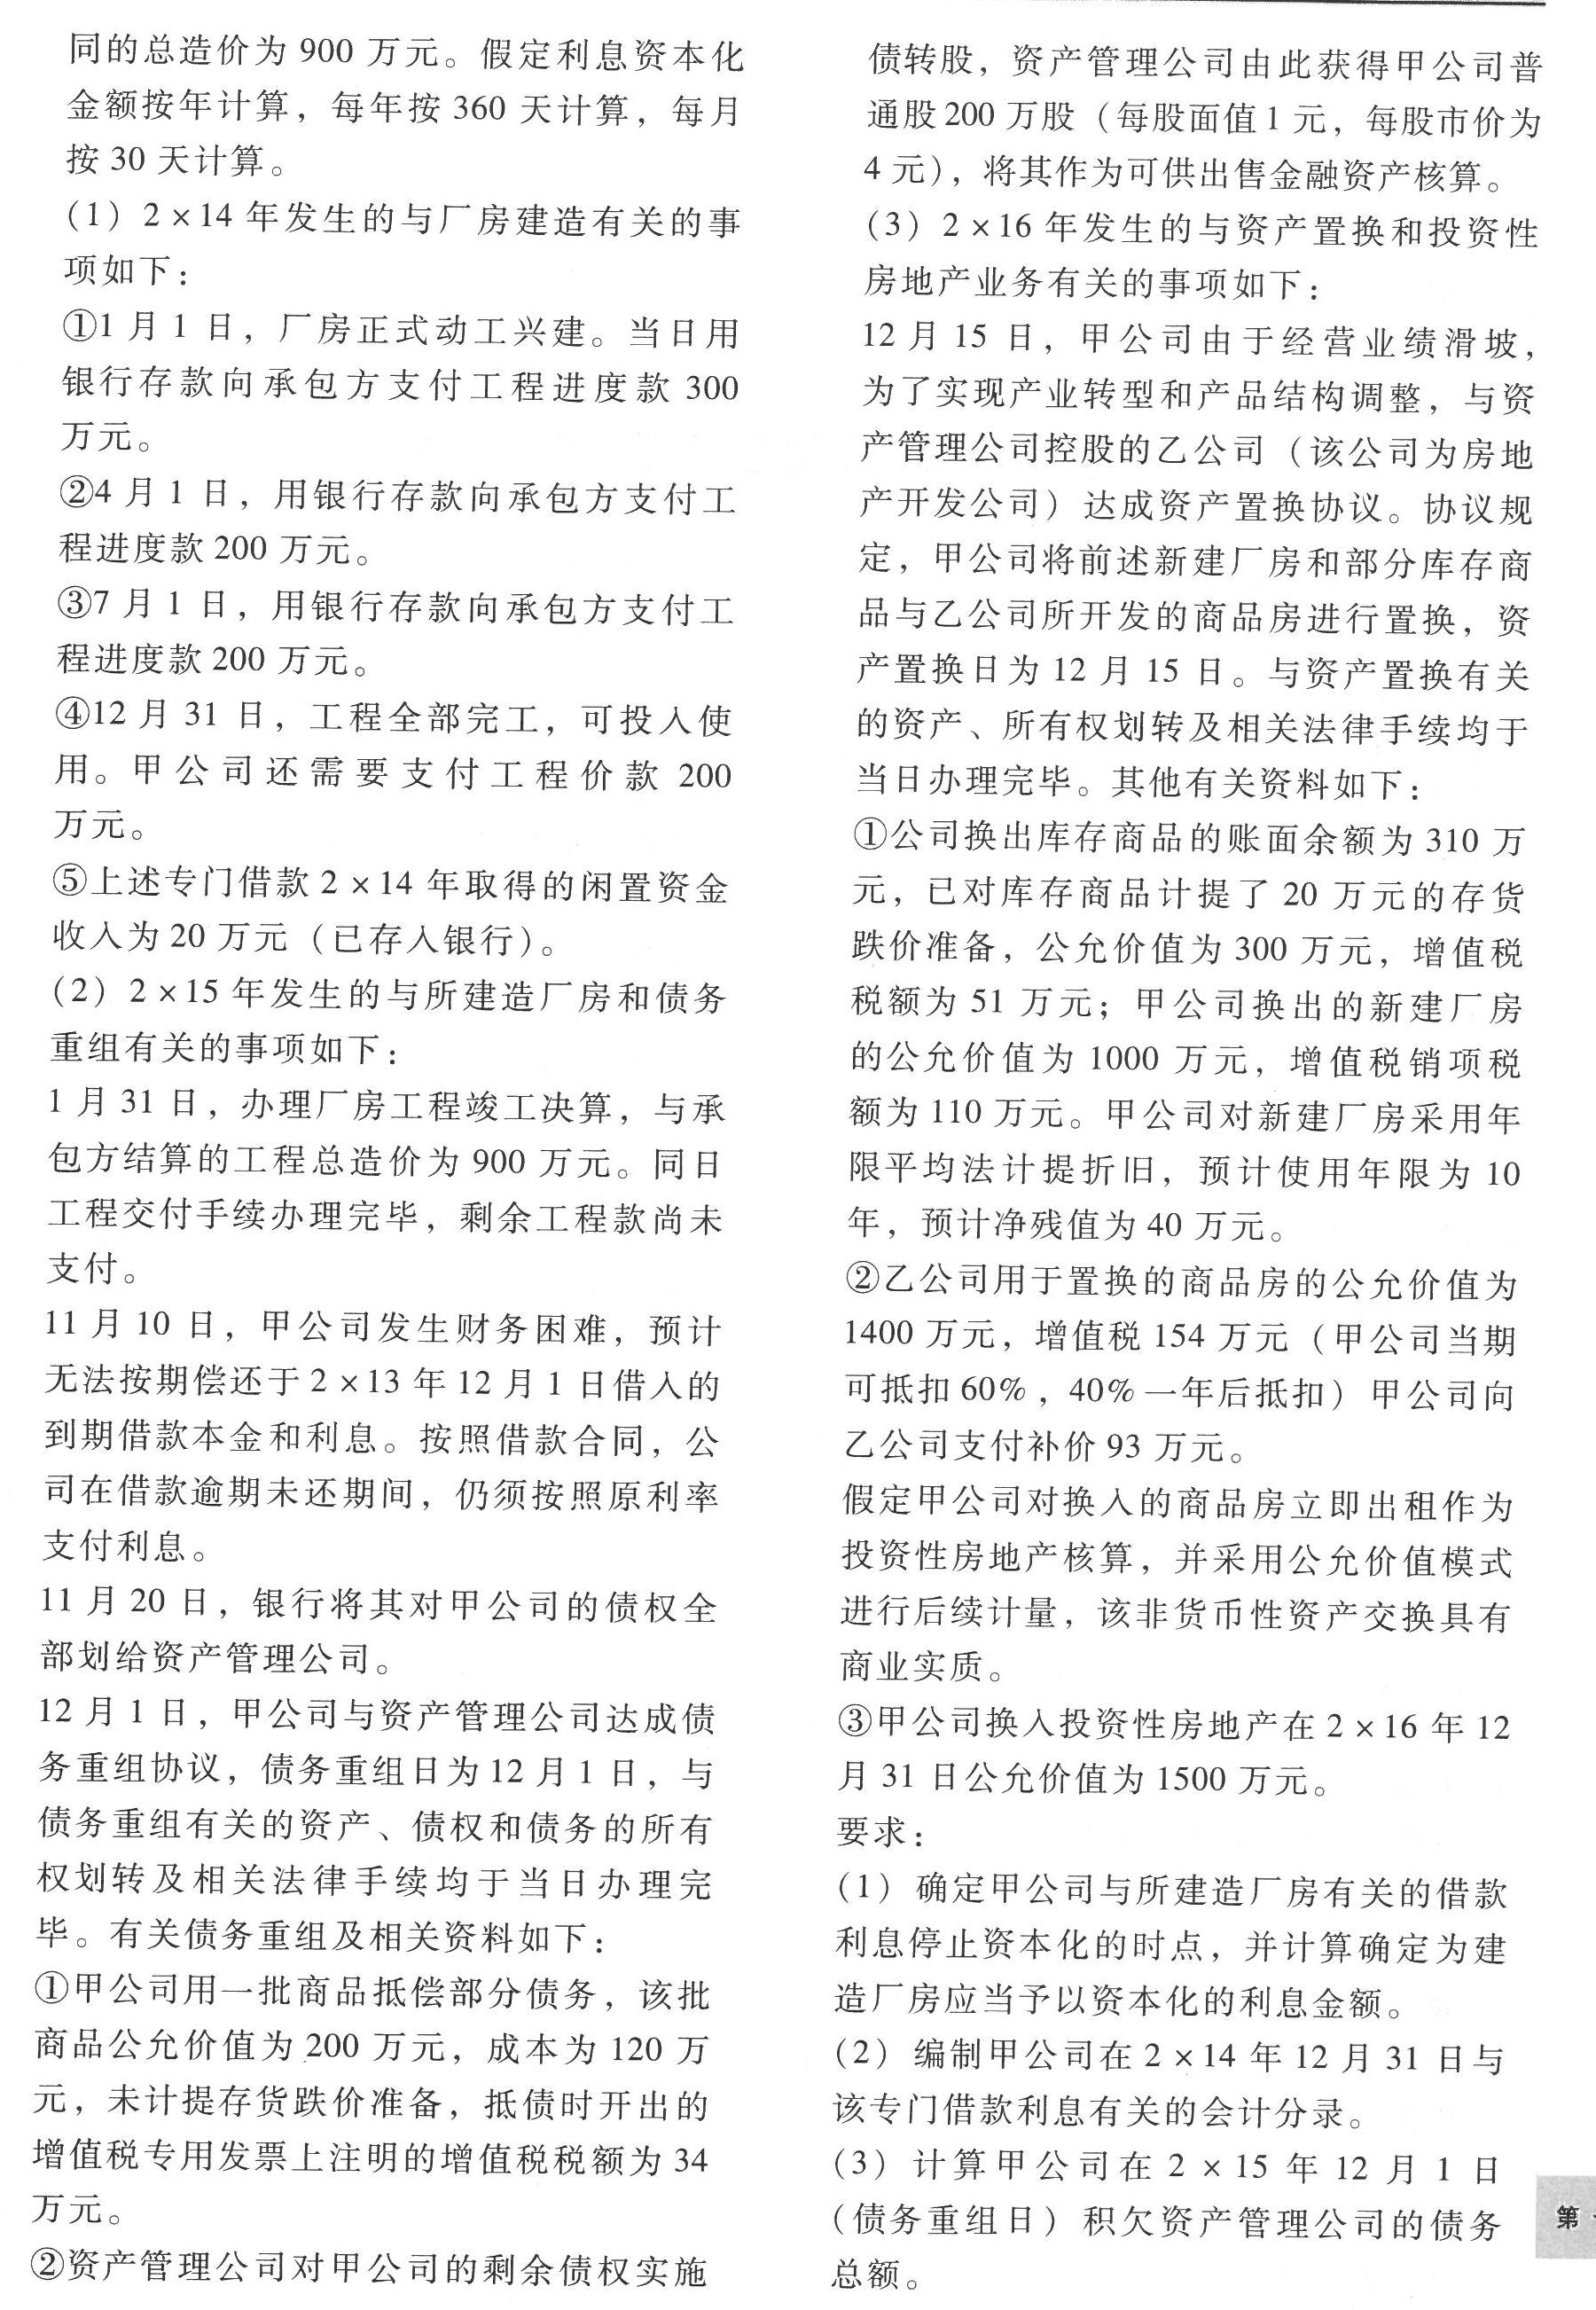 同的总造价为 900 万元。假定利息资本化
金额按年计算，每年按 360 天计算，每月
按 30 天计算。
(1) 2×14 年发生的与厂房建造有关的事
项如下：
①1 月 1 日，厂房正式动工兴建。当日用
银行存款向承包方支付工程进度款 300
万元。
②4 月 1 日，用银行存款向承包方支付工
程进度款 200 万元。
③7 月 1 日，用银行存款向承包方支付工
程进度款 200 万元。
④12 月 31 日，工程全部完工，可投入使
用。甲公司还需要支付工程价款 200
万元。
⑤上述专门借款 2×14 年取得的闲置资金
收入为 20 万元（已存入银行）。
(2) 2×15 年发生的与所建造厂房和债务
重组有关的事项如下：
1 月 31 日，办理厂房工程竣工决算，与承
包方结算的工程总造价为 900 万元。同日
工程交付手续办理完毕，剩余工程款尚未
支付。
11 月 10 日，甲公司发生财务困难，预计
无法按期偿还于 2×13 年 12 月 1 日借入的
到期借款本金和利息。按照借款合同，公
司在借款逾期未还期间，仍须按照原利率
支付利息。
11 月 20 日，银行将其对甲公司的债权全
部划给资产管理公司。
12 月 1 日，甲公司与资产管理公司达成债
务重组协议，债务重组日为 12 月 1 日，与
债务重组有关的资产、债权和债务的所有
权划转及相关法律手续均于当日办理完
毕。有关债务重组及相关资料如下：
①甲公司用一批商品抵偿部分债务，该批
商品公允价值为 200 万元，成本为 120 万
元，未计提存货跌价准备，抵债时开出的
增值税专用发票上注明的增值税税额为 34
万元。
②资产管理公司对甲公司的剩余债权实施
债转股，资产管理公司由此获得甲公司普
通股 200 万股（每股面值 1 元，每股市价为
4 元），将其作为可供出售金融资产核算。
(3) 2×16 年发生的与资产置换和投资性
房地产业务有关的事项如下：
12 月 15 日，甲公司由于经营业绩滑坡，
为了实现产业转型和产品结构调整，与资
产管理公司控股的乙公司（该公司为房地
产开发公司）达成资产置换协议。协议规
定，甲公司将前述新建厂房和部分库存商
品与乙公司所开发的商品房进行置换，资
产置换日为 12 月 15 日。与资产置换有关
的资产、所有权划转及相关法律手续均于
当日办理完毕。其他有关资料如下：
①公司换出库存商品的账面余额为 310 万
元，已对库存商品计提了 20 万元的存货
跌价准备，公允价值为 300 万元，增值税
税额为 51 万元；甲公司换出的新建厂房
的公允价值为 1000 万元，增值税销项税
额为 110 万元。甲公司对新建厂房采用年
限平均法计提折旧，预计使用年限为 10
年，预计净残值为 40 万元。
②乙公司用于置换的商品房的公允价值为
1400 万元，增值税 154 万元（甲公司当期
可抵扣 60%，40% 一年后抵扣）甲公司向
乙公司支付补价 93 万元。
假定甲公司对换入的商品房立即出租作为
投资性房地产核算，并采用公允价值模式
进行后续计量，该非货币性资产交换具有
商业实质。
③甲公司换入投资性房地产在 2×16 年 12
月 31 日公允价值为 1500 万元。
要求：
(1) 确定甲公司与所建造厂房有关的借款
利息停止资本化的时点，并计算确定为建
造厂房应当予以资本化的利息金额。
(2) 编制甲公司在 2×14 年 12 月 31 日与
该专门借款利息有关的会计分录。
(3) 计算甲公司在 2×15 年 12 月 1 日
（债务重组日）积欠资产管理公司的债务
总额。
第